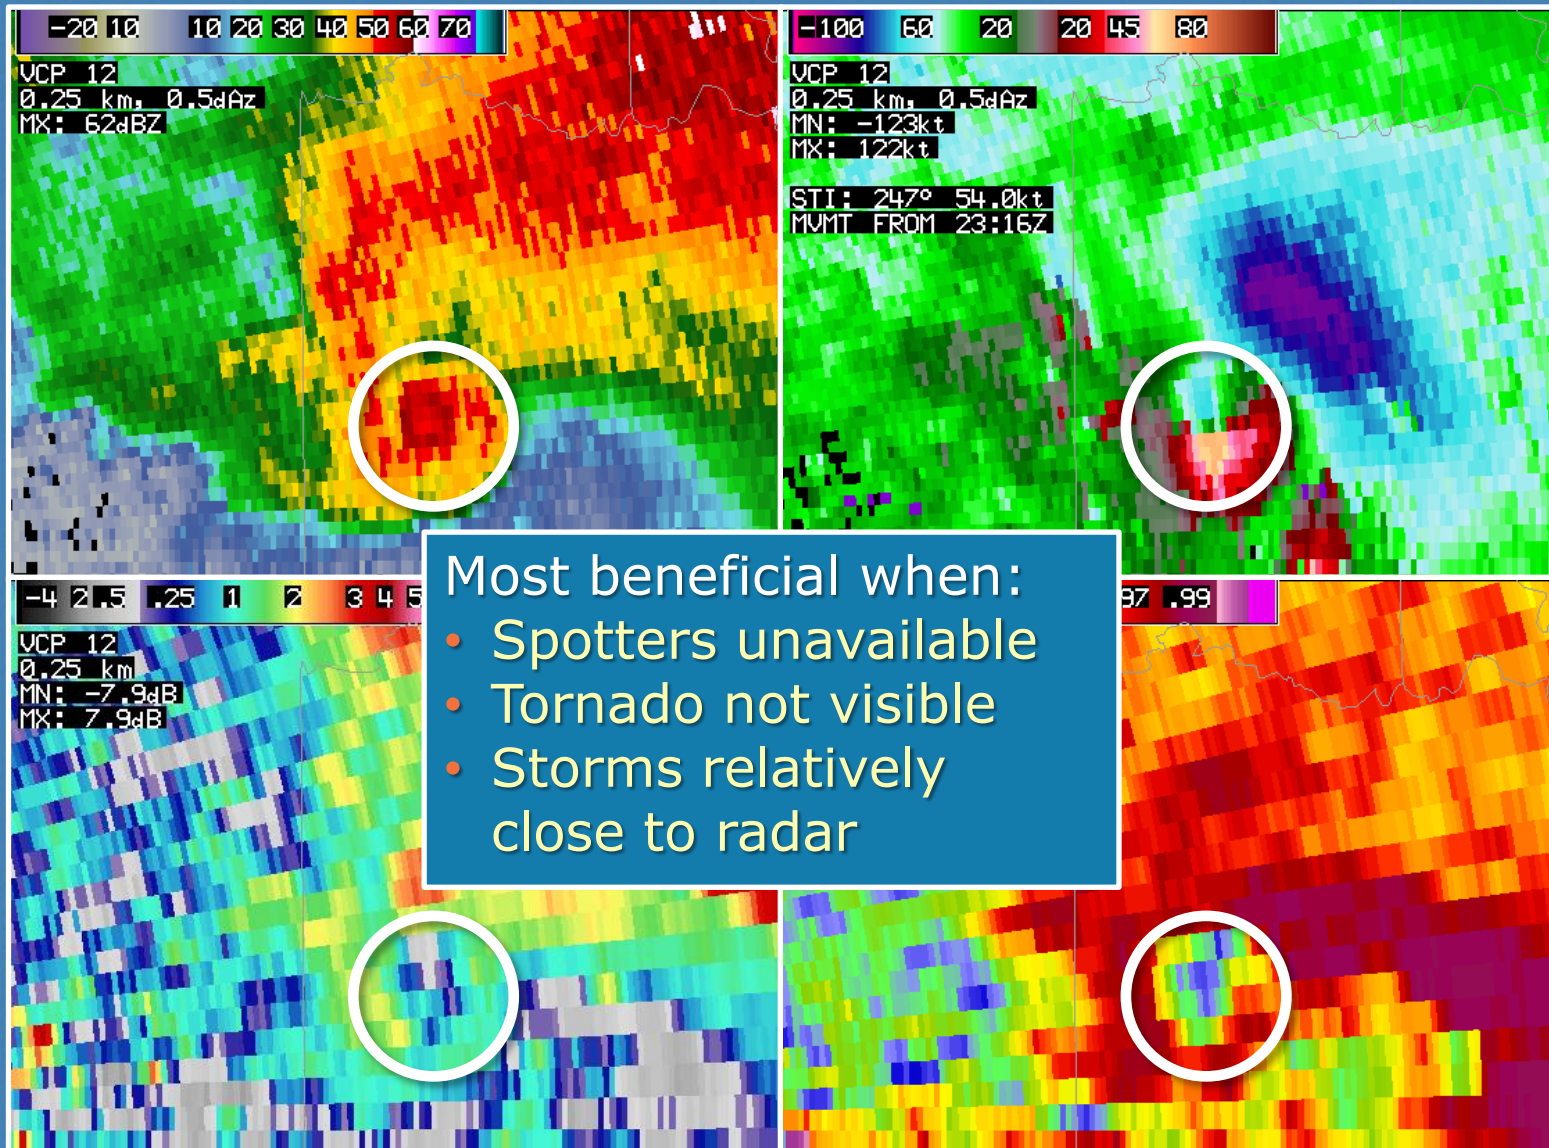 -20 10 10 20 30 40 50 60 70
VCP 12
0.25 km, 0.5dAz
MX: 62dBZ
-100 60 20 20 45 80
VCP 12
0.25 km, 0.5dAz
MN: -123kt
MX: 122kt
STI: 247° 54.0kt
MVMT FROM 23:16Z
-4 2.5 .25 1 2 3 4 5
VCP 12
0.25 km
MN: -7.9dB
MX: 7.9dB
97 .99
Most beneficial when:
• Spotters unavailable
• Tornado not visible
• Storms relatively
close to radar